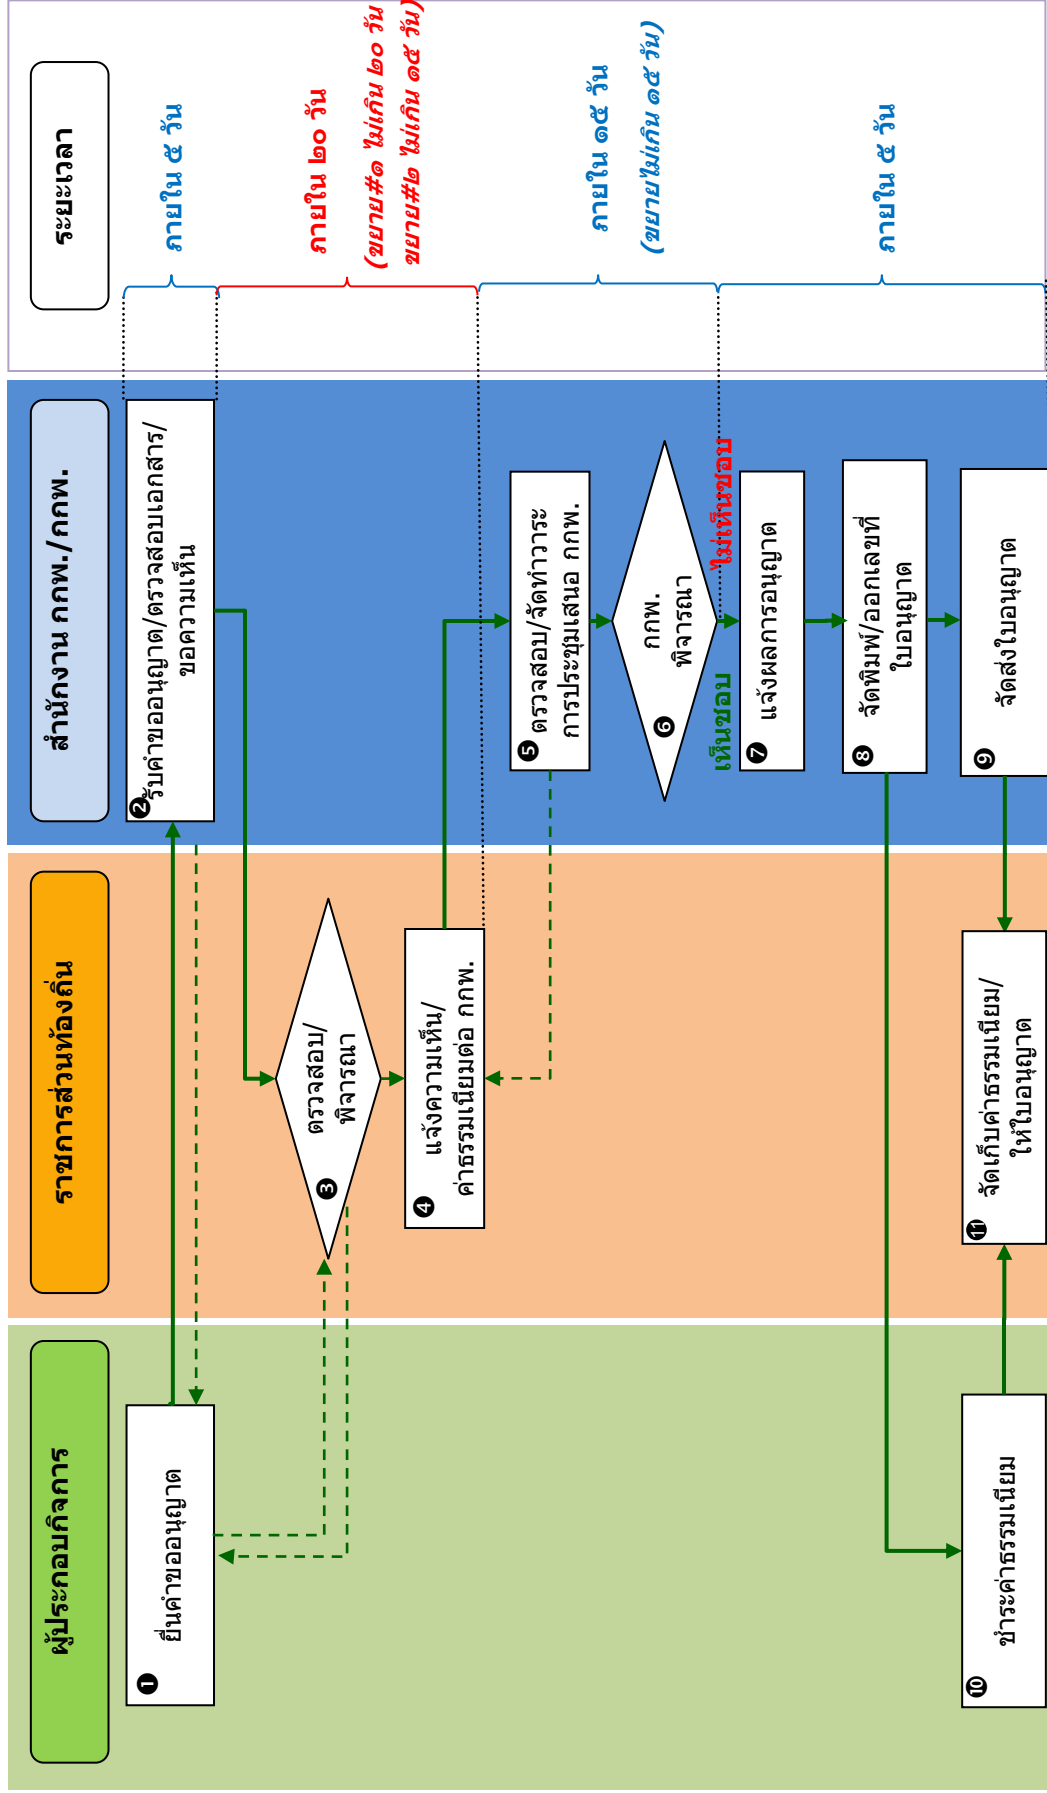 ผู้ประกอบกิจการ
ราชการส่วนท้องถิ่น
สำนักงาน กกพ./กกพ.
ระยะเวลา
❶
ยื่นคำขออนุญาต
❷
รับคำขออนุญาต/ตรวจสอบเอกสาร/
ขอความเห็น
ภายใน ๕ วัน
❸
ตรวจสอบ/
พิจารณา
ภายใน ๒๐ วัน
(ขยาย#๑ ไม่เกิน ๒๐ วัน
ขยาย#๒ ไม่เกิน ๑๕ วัน)
❹
แจ้งความเห็น/
ค่าธรรมเนียมต่อ กกพ.
❺
ตรวจสอบ/จัดทำวาระ
การประชุมเสนอ กกพ.
ภายใน ๑๕ วัน
(ขยายไม่เกิน ๑๕ วัน)
❻
กกพ.
พิจารณา
เห็นชอบ
ไม่เห็นชอบ
❼
แจ้งผลการอนุญาต
❽
จัดพิมพ์/ออกเลขที่
ใบอนุญาต
ภายใน ๕ วัน
❿
ชำระค่าธรรมเนียม
⓫
จัดเก็บค่าธรรมเนียม/
ให้ใบอนุญาต
❾
จัดส่งใบอนุญาต